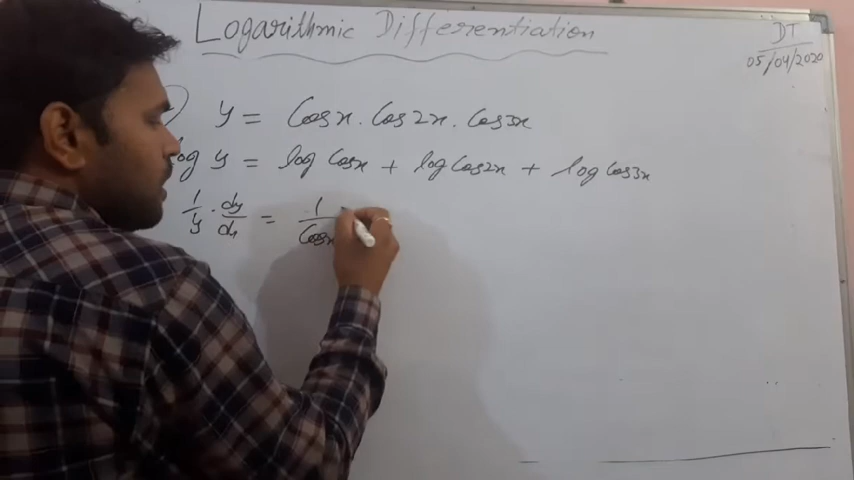 Logarithmic Differentiation
DT
05/04/2020
y = Cosx . Cos2x . Cos3x
log y = log Cosx + log Cos2x + log Cos3x
1/y . dy/dx = 1/Cosx